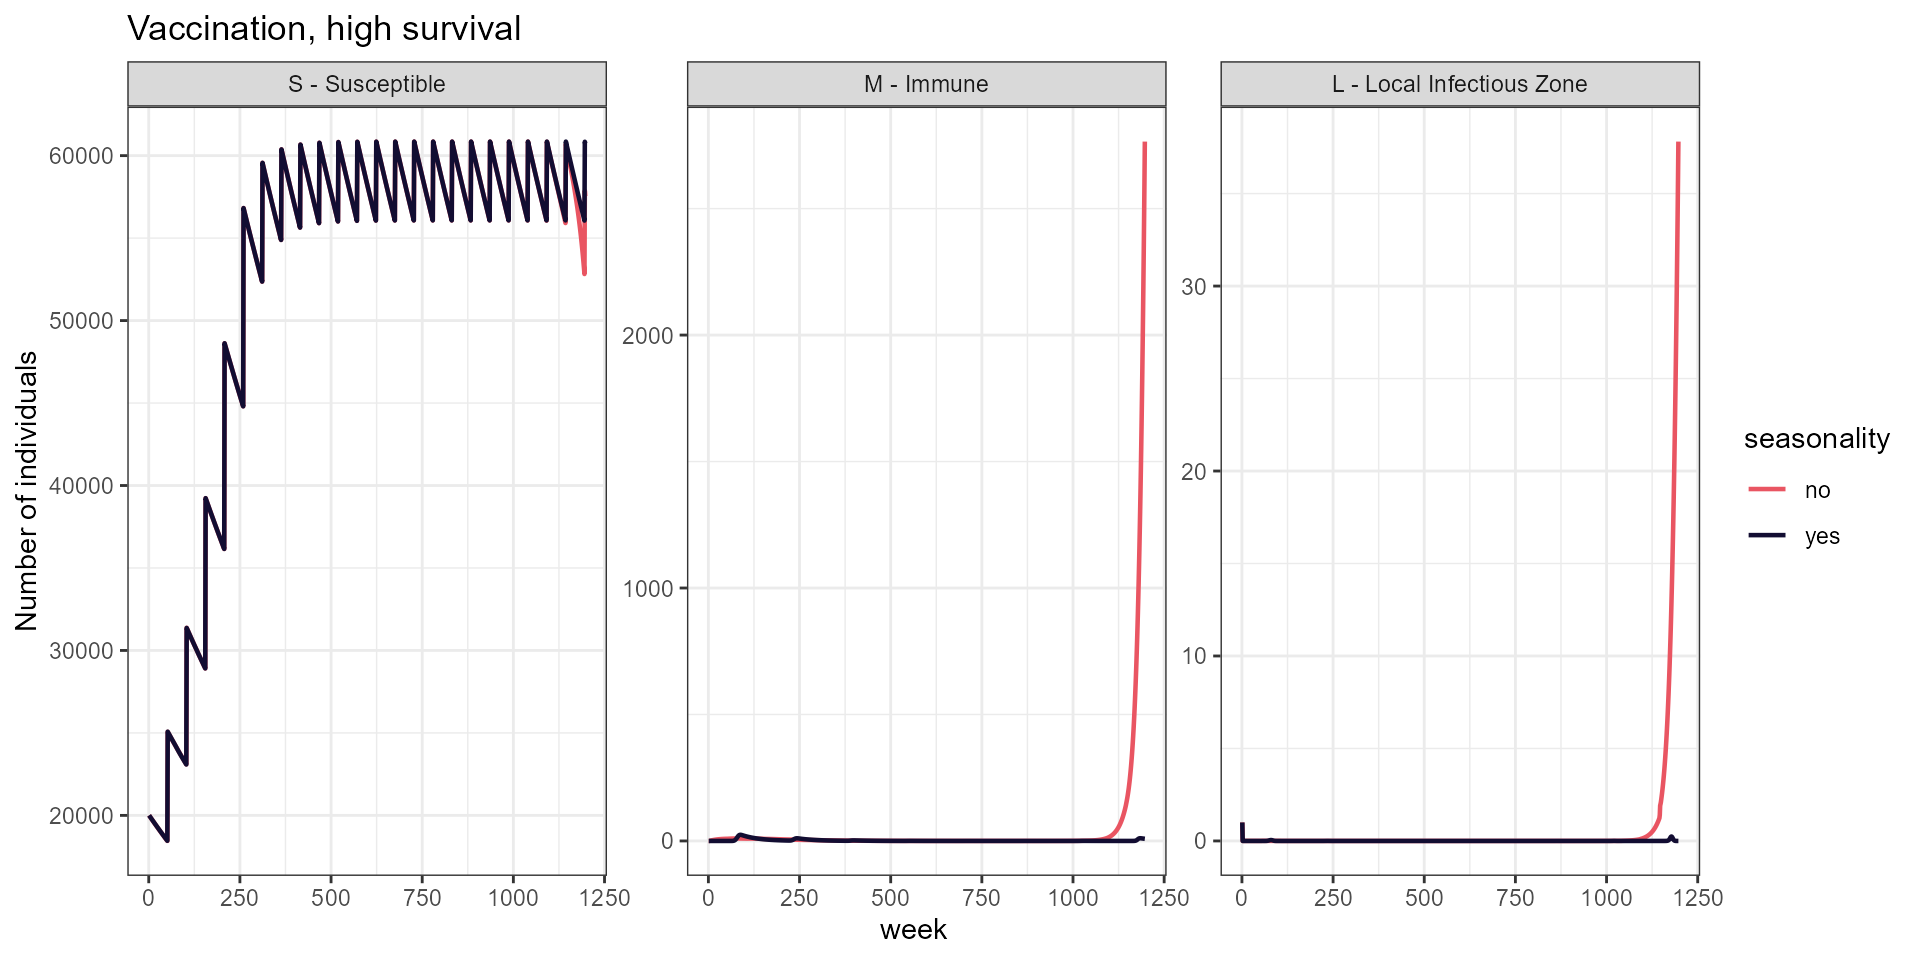 Vaccination, high survival
S - Susceptible
M - Immune
L - Local Infectious Zone
Number of individuals
60000
50000
40000
30000
20000
0 250 500 750 1000 1250
2000
1000
0
0 250 500 750 1000 1250
30
20
10
0
0 250 500 750 1000 1250
week
seasonality
no
yes